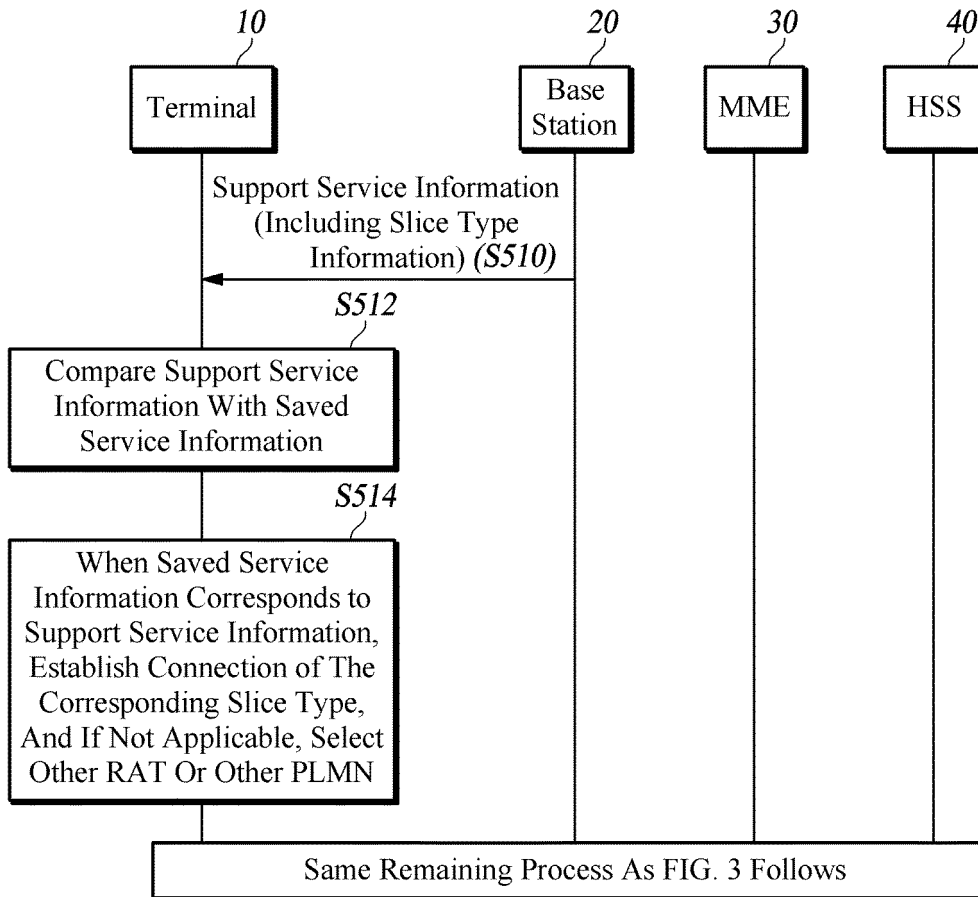 10
20
30
40
Terminal
Base
Station
MME
HSS
Support Service Information
(Including Slice Type
Information) (S510)
S512
Compare Support Service
Information With Saved
Service Information
S514
When Saved Service
Information Corresponds to
Support Service Information,
Establish Connection of The
Corresponding Slice Type,
And If Not Applicable, Select
Other RAT Or Other PLMN
Same Remaining Process As FIG. 3 Follows